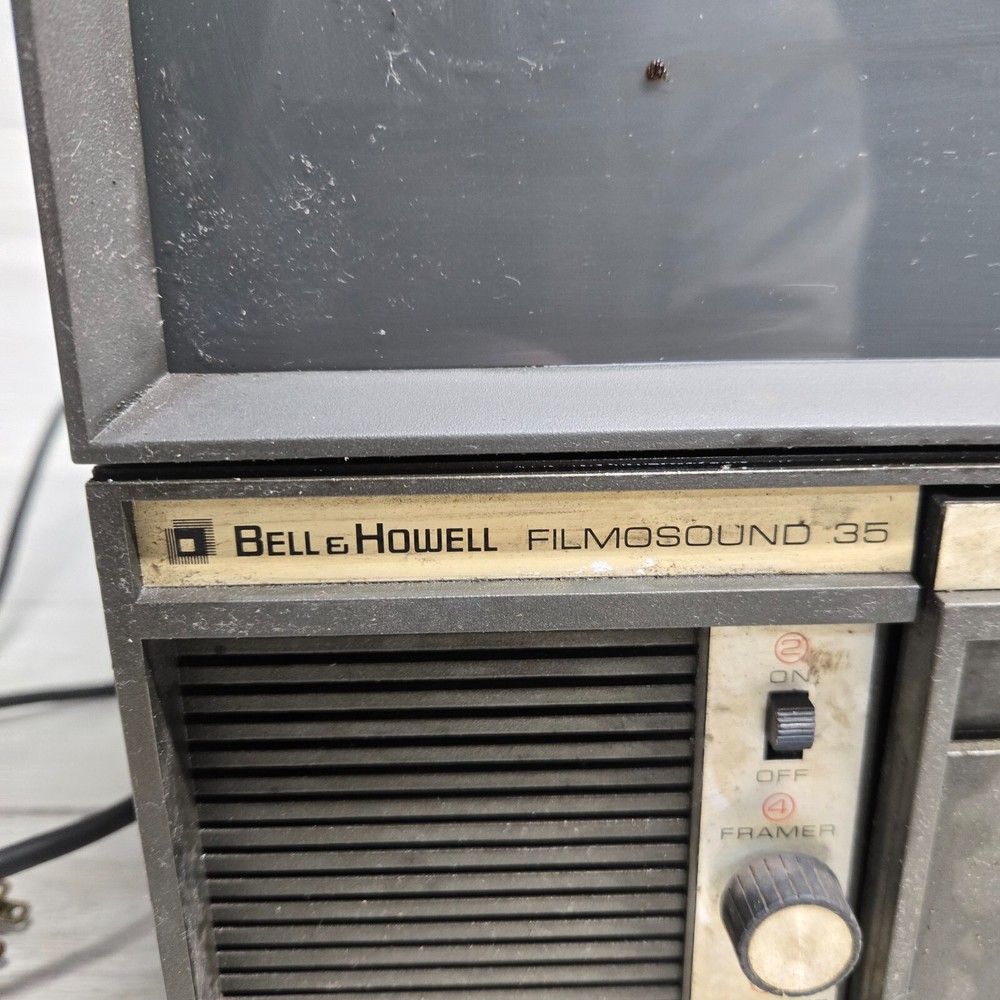 BELL & HOWELL FILMOSOUND 35
2
ON
OFF
4
FRAMER